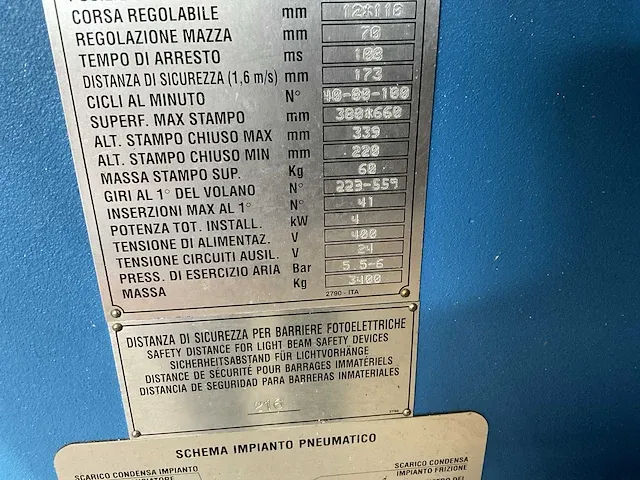 CORSA REGOLABILE mm 12X116
REGOLAZIONE MAZZA mm 70
TEMPO DI ARRESTO ms 108
DISTANZA DI SICUREZZA (1,6 m/s) mm 173
CICLI AL MINUTO N° 40-80-100
SUPERF. MAX STAMPO mm 380X660
ALT. STAMPO CHIUSO MAX mm 339
ALT. STAMPO CHIUSO MIN mm 220
MASSA STAMPO SUP. Kg 60
GIRI AL 1° DEL VOLANO N° 223-559
INSERZIONI MAX AL 1° N° 41
POTENZA TOT. INSTALL. kW 4
TENSIONE DI ALIMENTAZ. V 400
TENSIONE CIRCUITI AUSIL. V 24
PRESS. DI ESERCIZIO ARIA Bar 5.5-6
MASSA Kg 3400
2790 - ITA
DISTANZA DI SICUREZZA PER BARRIERE FOTOELETTRICHE
SAFETY DISTANCE FOR LIGHT BEAM SAFETY DEVICES
SICHERHEITSABSTAND FÜR LICHTVORHÄNGE
DISTANCE DE SÉCURITÉ POUR BARRAGES IMMATÉRIELS
DISTANCIA DE SEGURIDAD PARA BARRERAS INMATERIALES
216
SCHEMA IMPIANTO PNEUMATICO
SCARICO CONDENSA IMPIANTO
SCARICO CONDENSA
IMPIANTO FRIZIONE